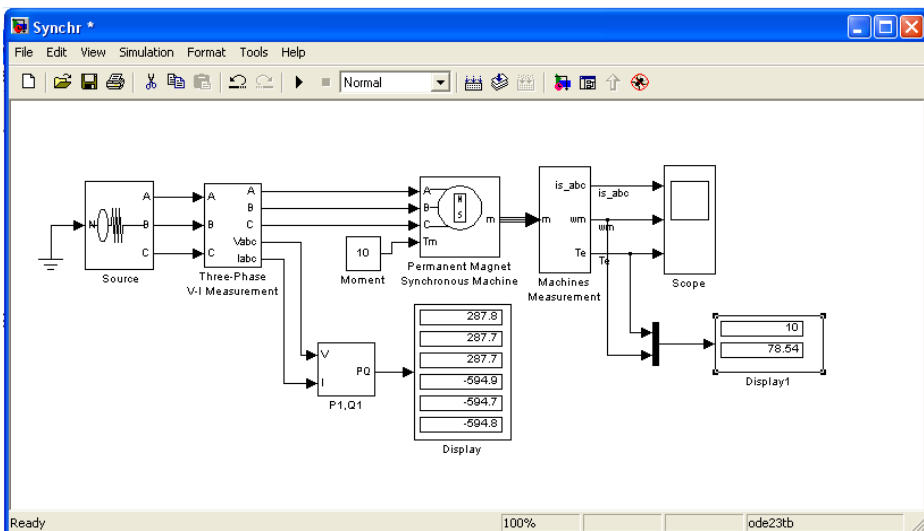 Synchr *
File Edit View Simulation Format Tools Help
Normal
N
A
B
C
Source
A
B
C
A
B
C
Vabc
Iabc
Three-Phase
V-I Measurement
10
Moment
A
B
C
Tm
N
S
m
Permanent Magnet
Synchronous Machine
m
is_abc
wm
Te
Machines
Measurement
is_abc
wm
Te
Scope
V
I
PQ
P1,Q1
287.8
287.7
287.7
-594.9
-594.7
-594.8
Display
10
78.54
Display1
Ready
100%
ode23tb